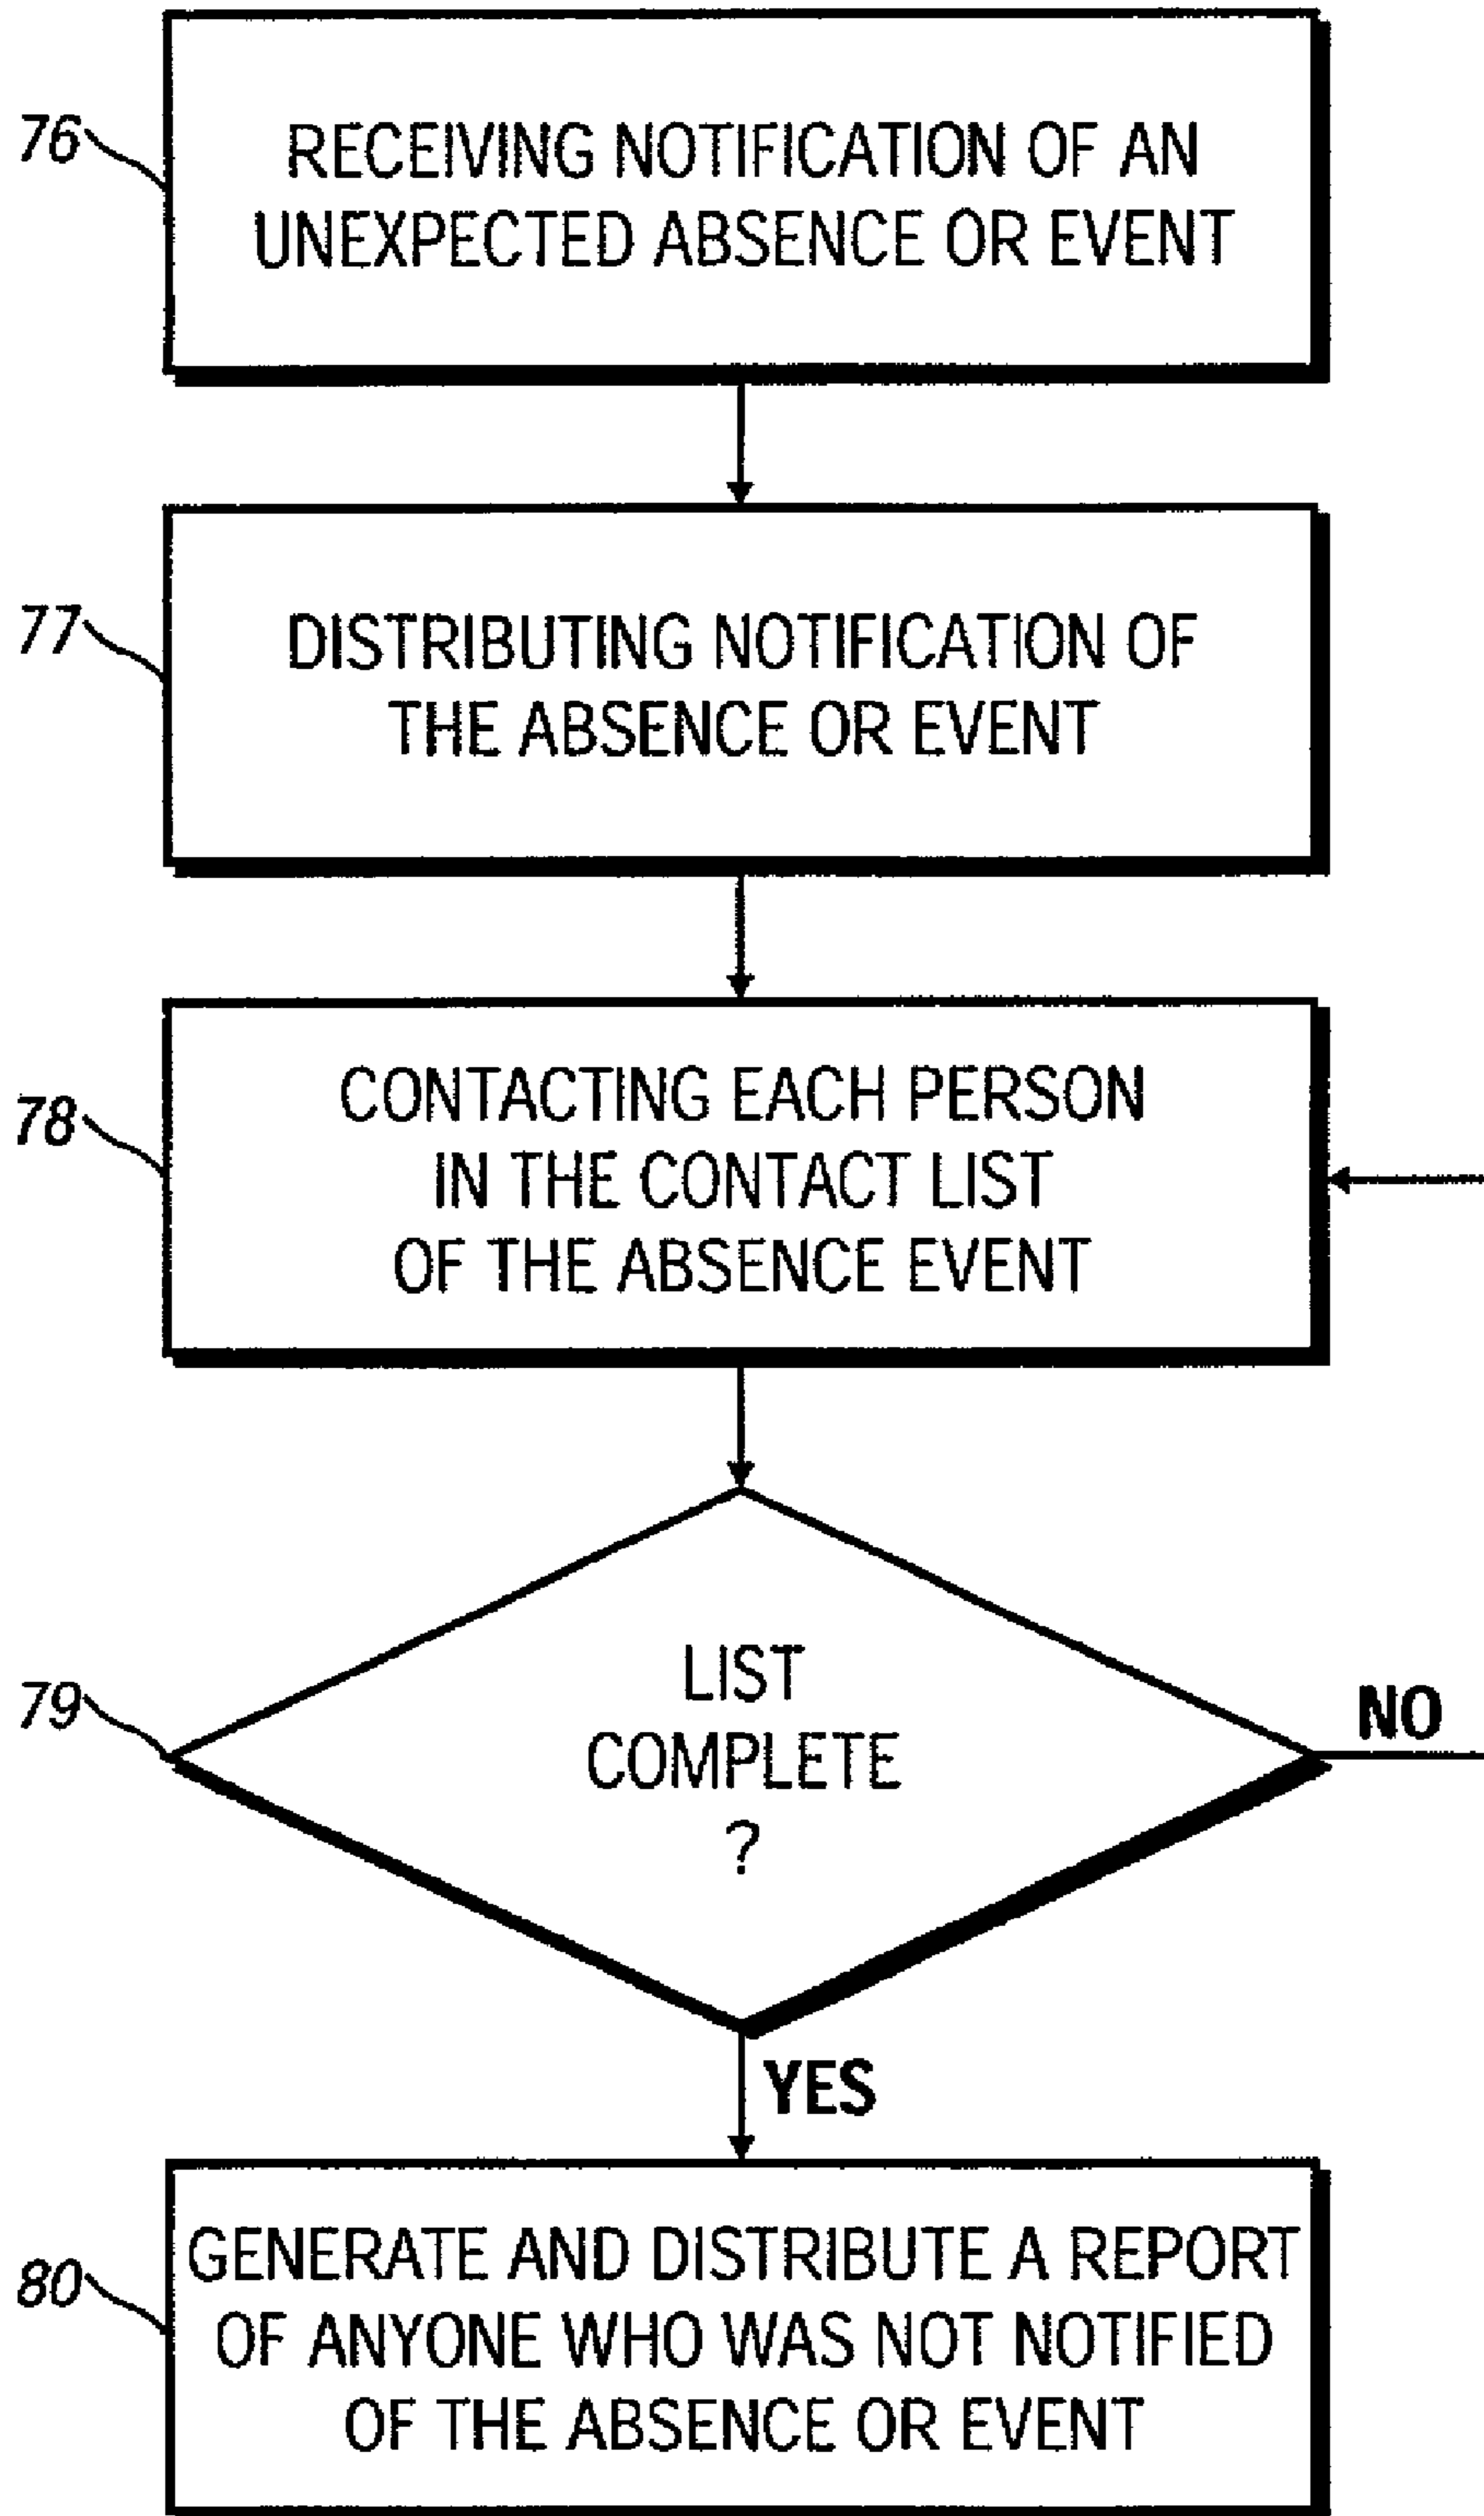 76
RECEIVING NOTIFICATION OF AN
UNEXPECTED ABSENCE OR EVENT
77
DISTRIBUTING NOTIFICATION OF
THE ABSENCE OR EVENT
78
CONTACTING EACH PERSON
IN THE CONTACT LIST
OF THE ABSENCE EVENT
79
LIST
COMPLETE
?
NO
YES
80
GENERATE AND DISTRIBUTE A REPORT
OF ANYONE WHO WAS NOT NOTIFIED
OF THE ABSENCE OR EVENT